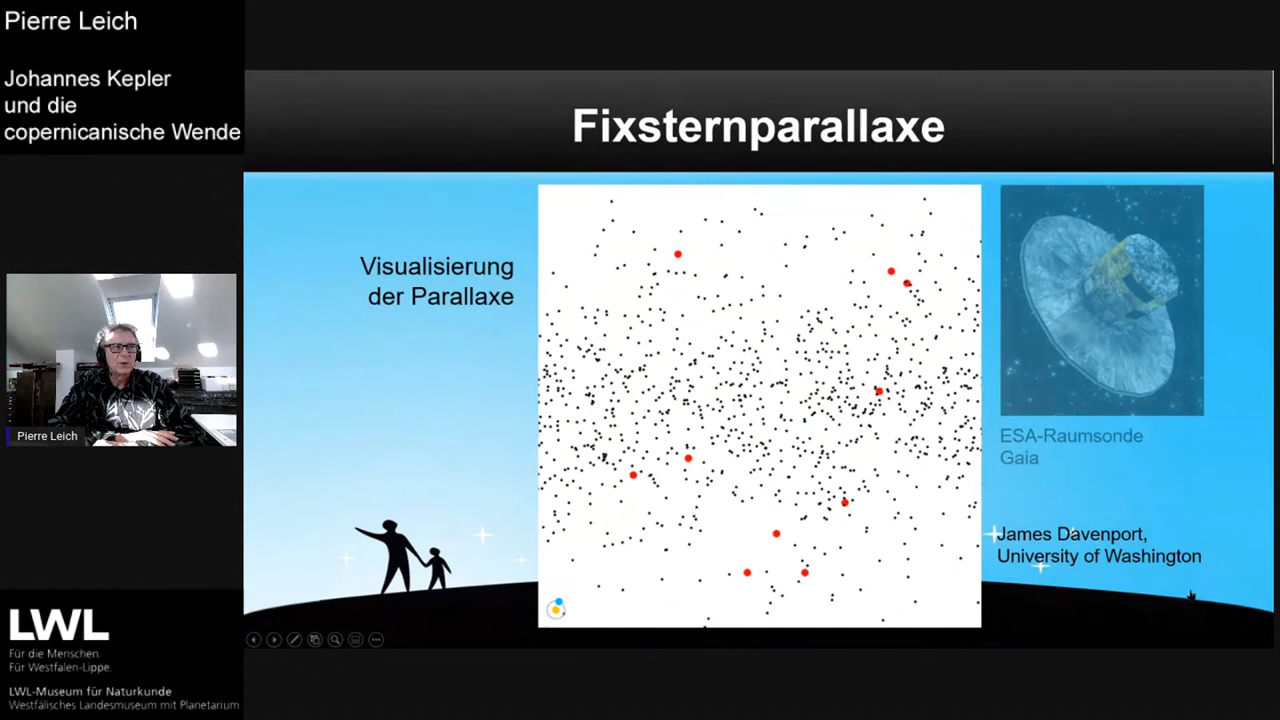 Pierre Leich
Johannes Kepler
und die
copernicanische Wende
Fixsternparallaxe
Visualisierung
der Parallaxe
ESA-Raumsonde
Gaia
James Davenport,
University of Washington
Pierre Leich
LWL
Für die Menschen.
Für Westfalen-Lippe.
LWL-Museum für Naturkunde
Westfälisches Landesmuseum mit Planetarium